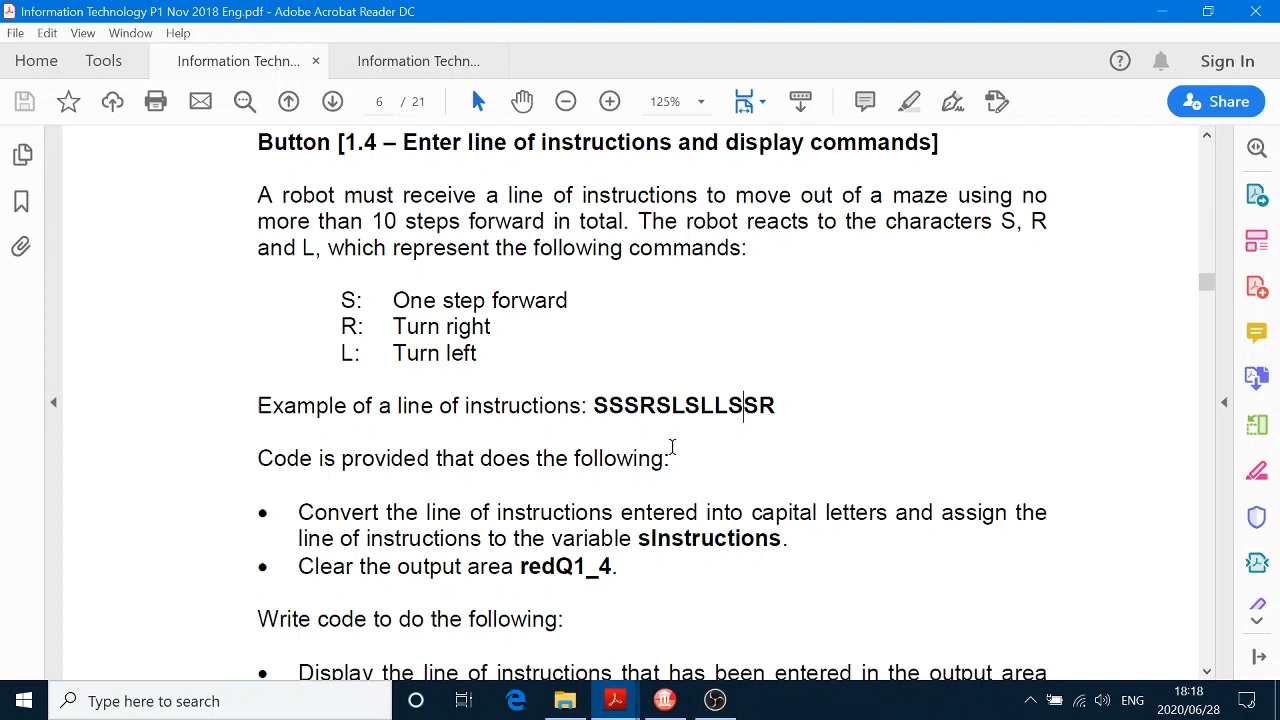 Information Technology P1 Nov 2018 Eng.pdf - Adobe Acrobat Reader DC
File Edit View Window Help
Home Tools Information Techn... × Information Techn... Sign In
6 / 21 125% Share
Button [1.4 – Enter line of instructions and display commands]
A robot must receive a line of instructions to move out of a maze using no
more than 10 steps forward in total. The robot reacts to the characters S, R
and L, which represent the following commands:
S: One step forward
R: Turn right
L: Turn left
Example of a line of instructions: SSSRSLSLLSSR
Code is provided that does the following:
• Convert the line of instructions entered into capital letters and assign the
line of instructions to the variable sInstructions.
• Clear the output area redQ1_4.
Write code to do the following:
• Display the line of instructions that has been entered in the output area
Type here to search ENG 18:18
2020/06/28